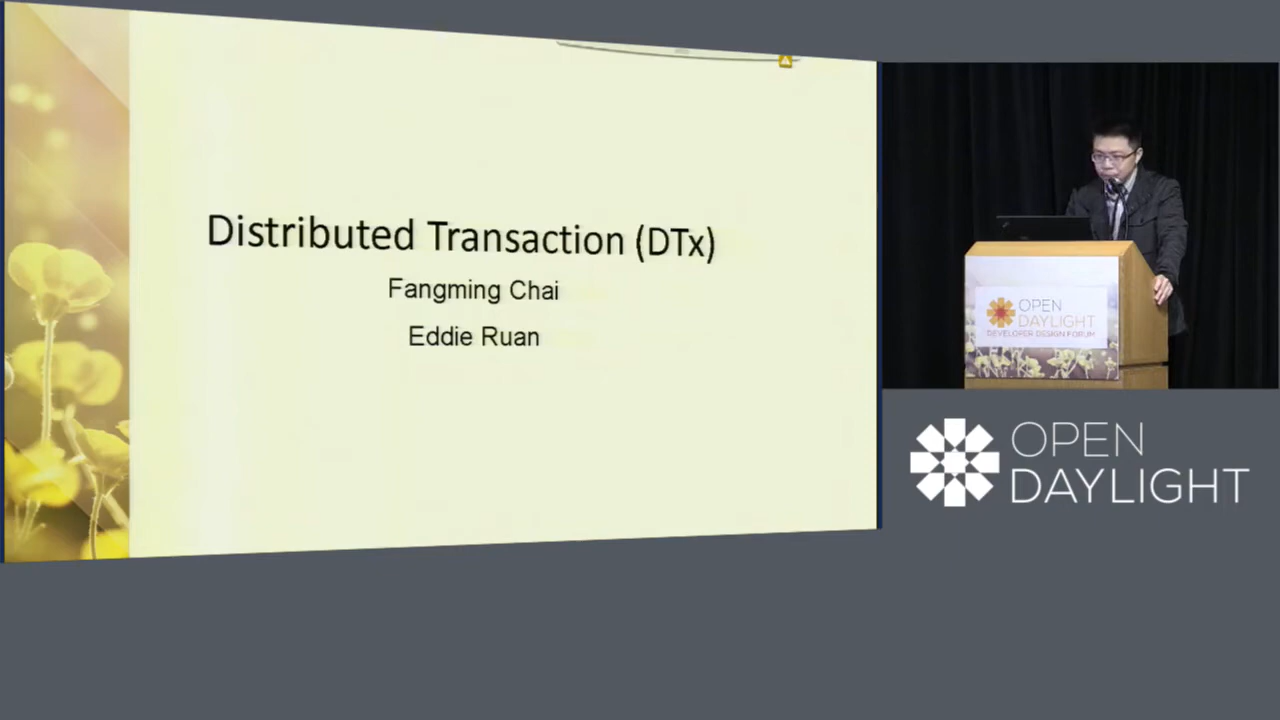 Distributed Transaction (DTx)
Fangming Chai
Eddie Ruan
OPEN
DAYLIGHT
DEVELOPER DESIGN FORUM
OPEN
DAYLIGHT